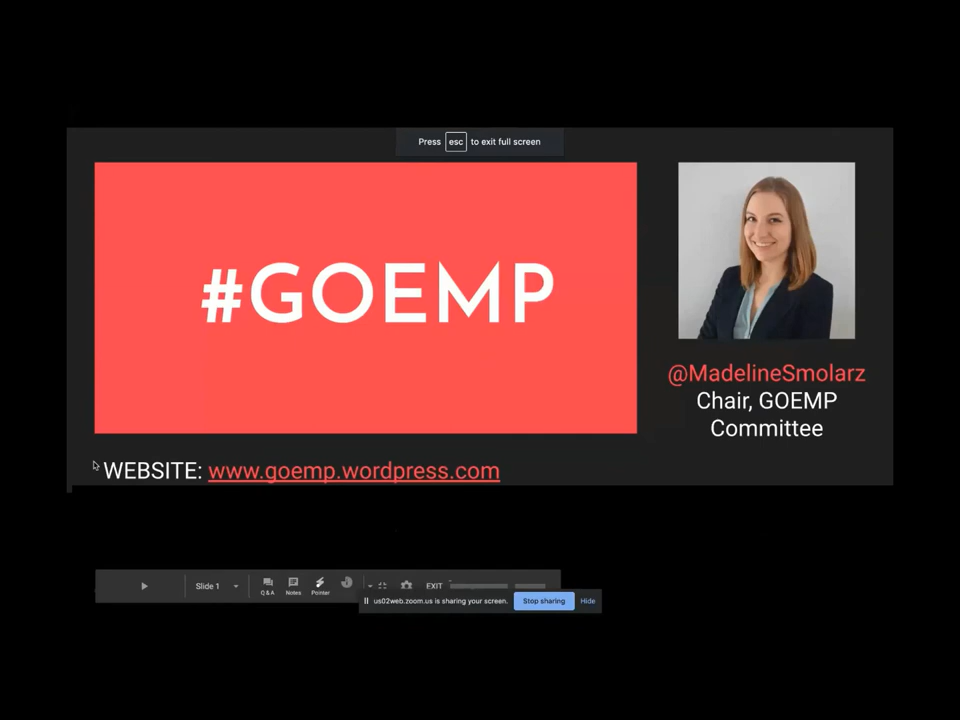 Press esc to exit full screen
#GOEMP
@MadelineSmolarz
Chair, GOEMP
Committee
WEBSITE: www.goemp.wordpress.com
Slide 1
Q&A
Notes
Pointer
EXIT
us02web.zoom.us is sharing your screen.
Stop sharing
Hide